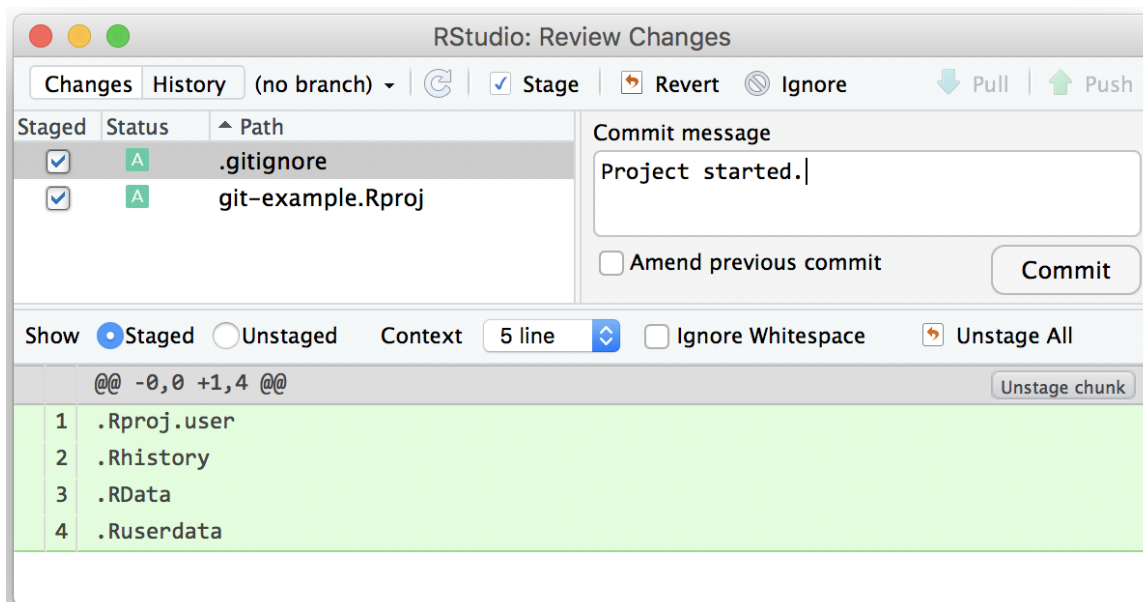 RStudio: Review Changes
Changes History (no branch) Stage Revert Ignore Pull Push
Staged Status Path
A .gitignore
A git-example.Rproj
Commit message
Project started.
Amend previous commit
Commit
Show Staged Unstaged Context 5 line Ignore Whitespace Unstage All
@@ -0,0 +1,4 @@ Unstage chunk
1 .Rproj.user
2 .Rhistory
3 .RData
4 .Ruserdata